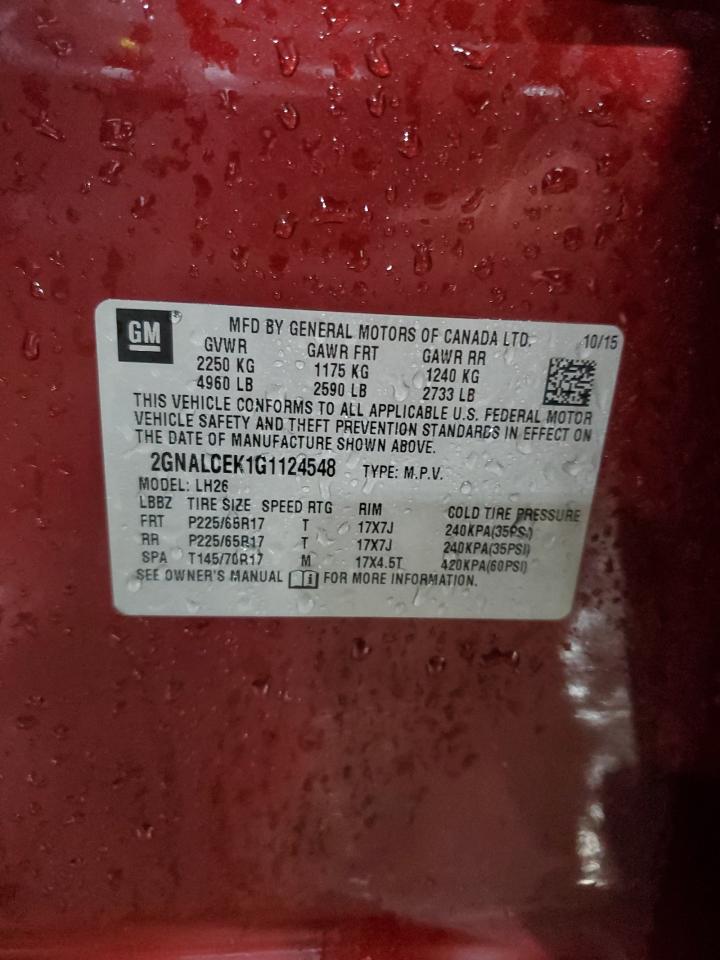 GM
MFD BY GENERAL MOTORS OF CANADA LTD. 10/15
GVWR GAWR FRT GAWR RR
2250 KG 1175 KG 1240 KG
4960 LB 2590 LB 2733 LB
THIS VEHICLE CONFORMS TO ALL APPLICABLE U.S. FEDERAL MOTOR
VEHICLE SAFETY AND THEFT PREVENTION STANDARDS IN EFFECT ON
THE DATE OF MANUFACTURE SHOWN ABOVE.
2GNALCEK1G1124548 TYPE: M.P.V.
MODEL: LH26
LBBZ TIRE SIZE SPEED RTG RIM COLD TIRE PRESSURE
FRT P225/65R17 T 17X7J 240KPA(35PSI)
RR P225/65R17 T 17X7J 240KPA(35PSI)
SPA T145/70R17 M 17X4.5T 420KPA(60PSI)
SEE OWNER'S MANUAL i FOR MORE INFORMATION.